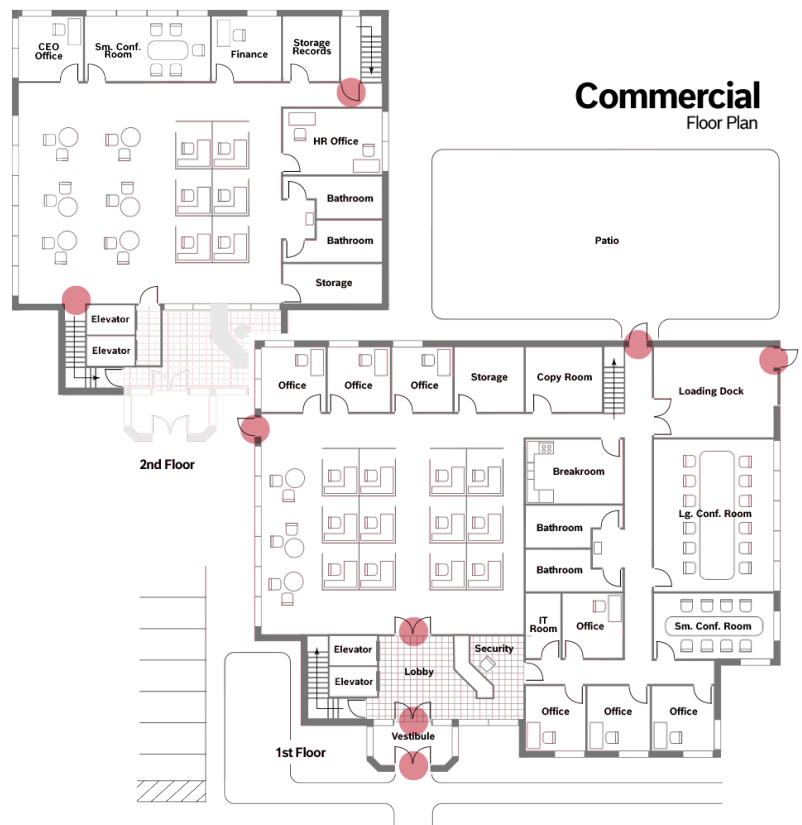 Commercial
Floor Plan
CEO
Office
Sm. Conf.
Room
Finance
Storage
Records
HR Office
Bathroom
Bathroom
Storage
Elevator
Elevator
2nd Floor
Patio
Office
Office
Office
Storage
Copy Room
Loading Dock
Breakroom
Lg. Conf. Room
Bathroom
Bathroom
IT
Room
Office
Sm. Conf. Room
Elevator
Elevator
Lobby
Security
Office
Office
Office
Vestibule
1st Floor